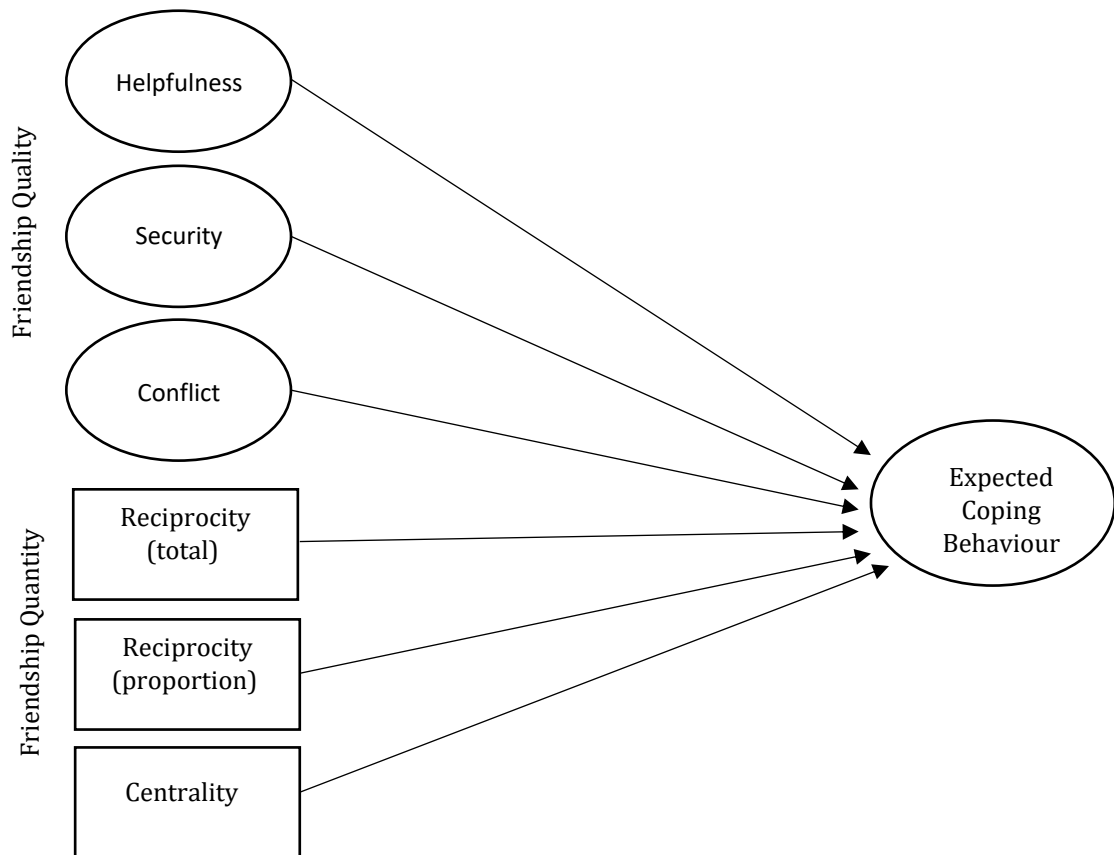 Friendship Quality
Helpfulness
Security
Conflict
Friendship Quantity
Reciprocity
(total)
Reciprocity
(proportion)
Centrality
Expected
Coping
Behaviour